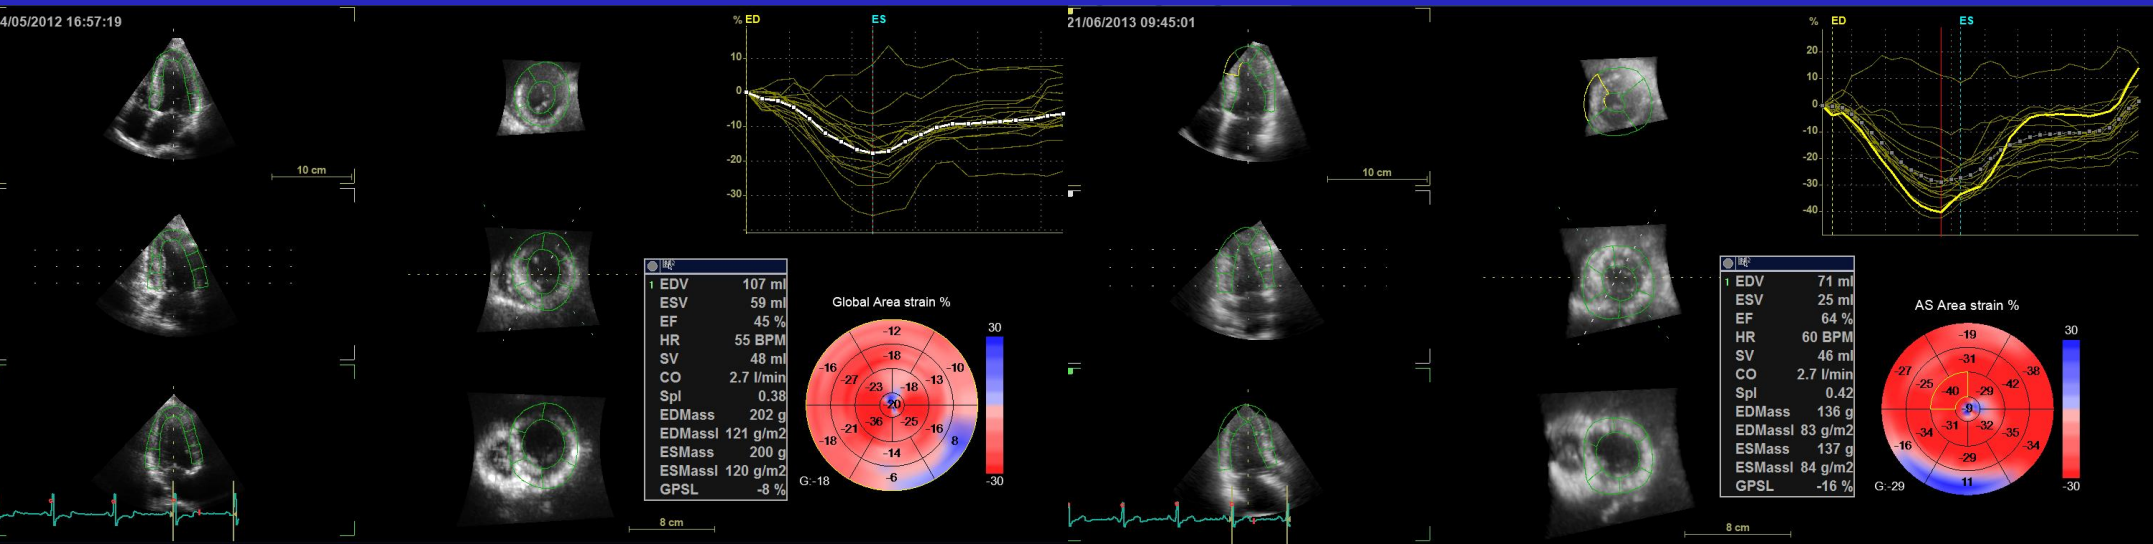 4/05/2012 16:57:19
% ED ES
10
0
-10
-20
-30
10 cm
1 EDV 107 ml
ESV 59 ml
EF 45 %
HR 55 BPM
SV 48 ml
CO 2.7 l/min
SpI 0.38
EDMass 202 g
EDMassI 121 g/m2
ESMass 200 g
ESMassI 120 g/m2
GPSL -8 %
8 cm
Global Area strain %
-12
-18
-16 -10
-27 -13
-23 -18
-20
-36 -25
-21 -16
-18 8
-14
-6
G:-18
30
-30
21/06/2013 09:45:01
% ED ES
20
10
0
-10
-20
-30
-40
10 cm
1 EDV 71 ml
ESV 25 ml
EF 64 %
HR 60 BPM
SV 46 ml
CO 2.7 l/min
SpI 0.42
EDMass 136 g
EDMassI 83 g/m2
ESMass 137 g
ESMassI 84 g/m2
GPSL -16 %
8 cm
AS Area strain %
-19
-31
-27 -38
-25 -42
-40 -29
-9
-31 -32
-34 -35
-16 -34
-29
11
G:-29
30
-30